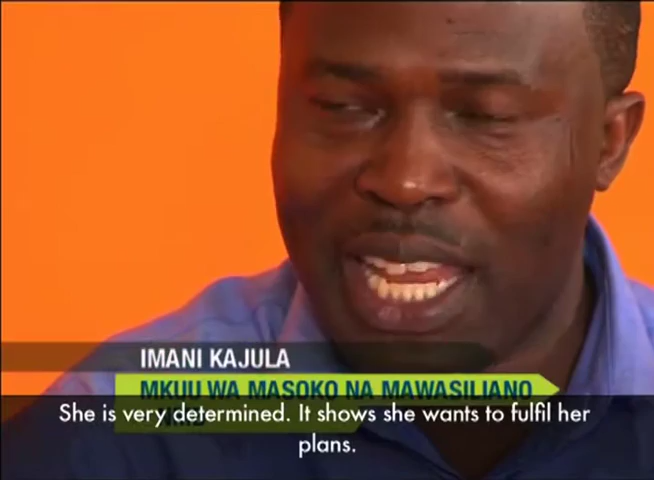 IMANI KAJULA
MKUU WA MASOKO NA MAWASILIANO
She is very determined. It shows she wants to fulfil her
plans.